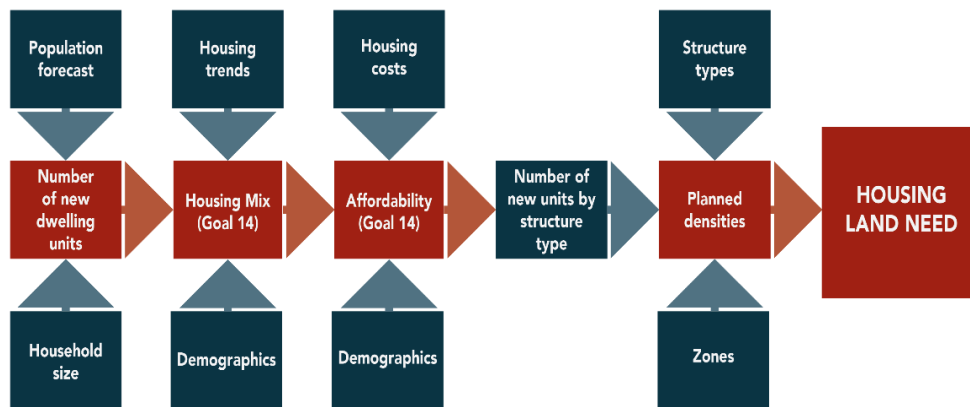 Population
forecast
Housing
trends
Housing
costs
Structure
types
Number
of new
dwelling
units
Housing Mix
(Goal 14)
Affordability
(Goal 14)
Number of
new units by
structure
type
Planned
densities
HOUSING
LAND NEED
Household
size
Demographics
Demographics
Zones